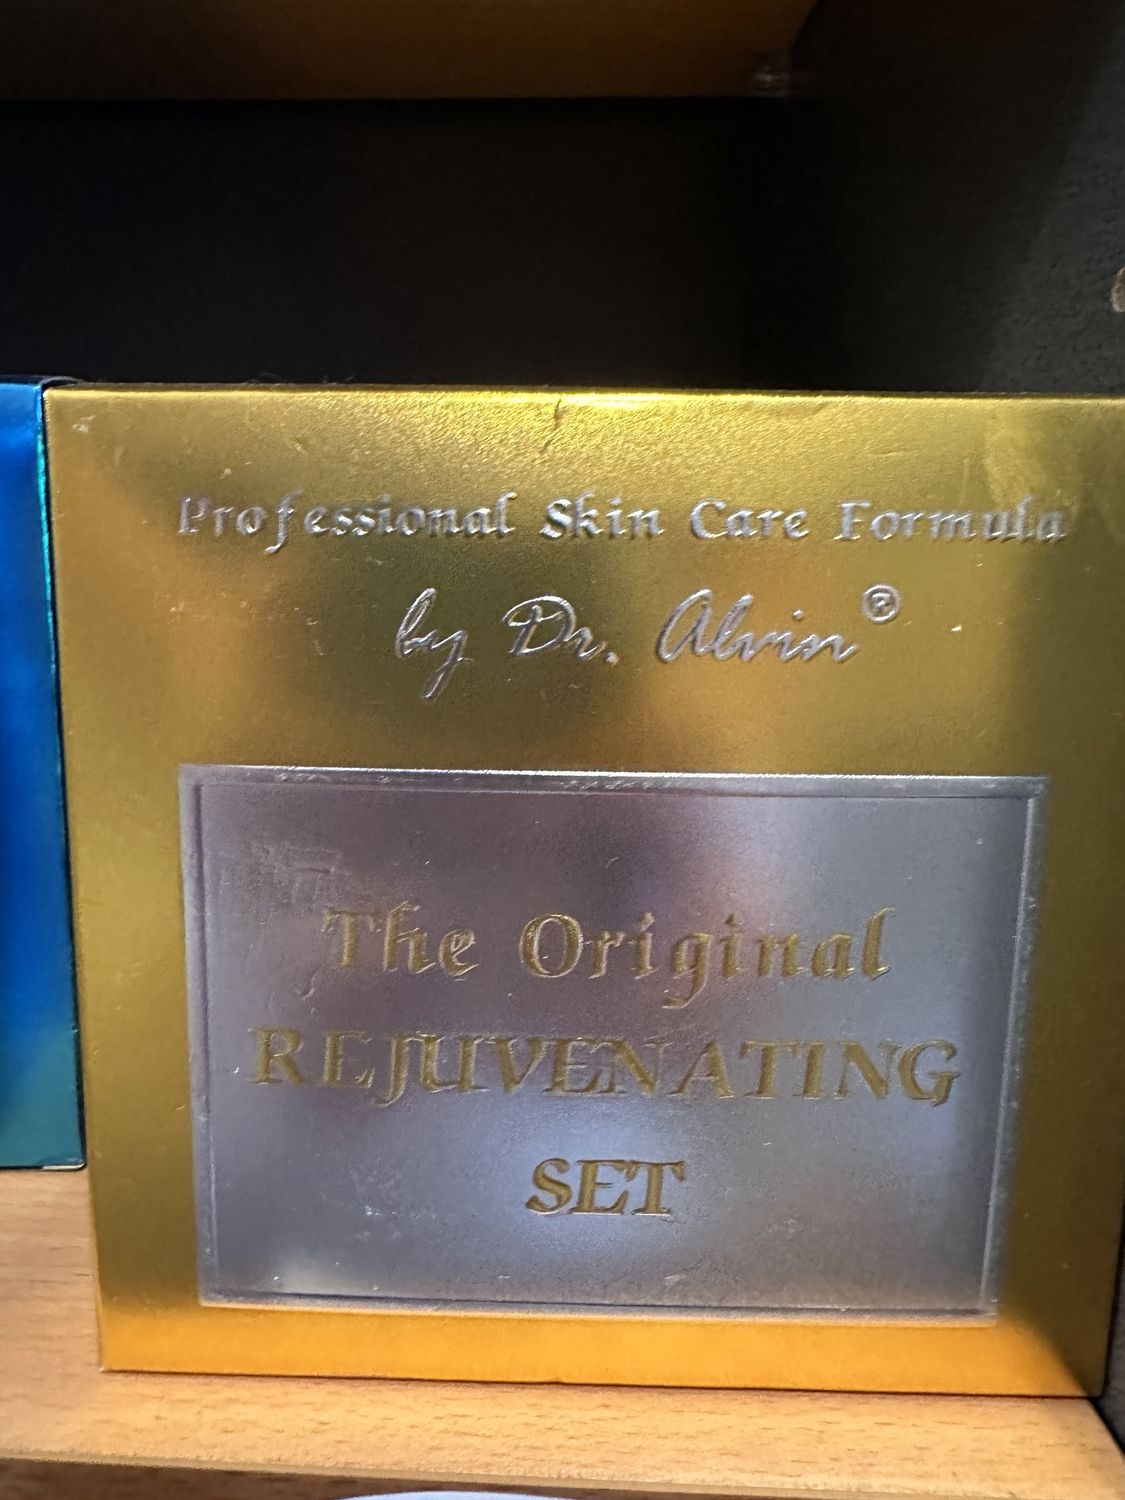 Professional Skin Care Formula
by Dr. Alvin®
The Original
REJUVENATING
SET